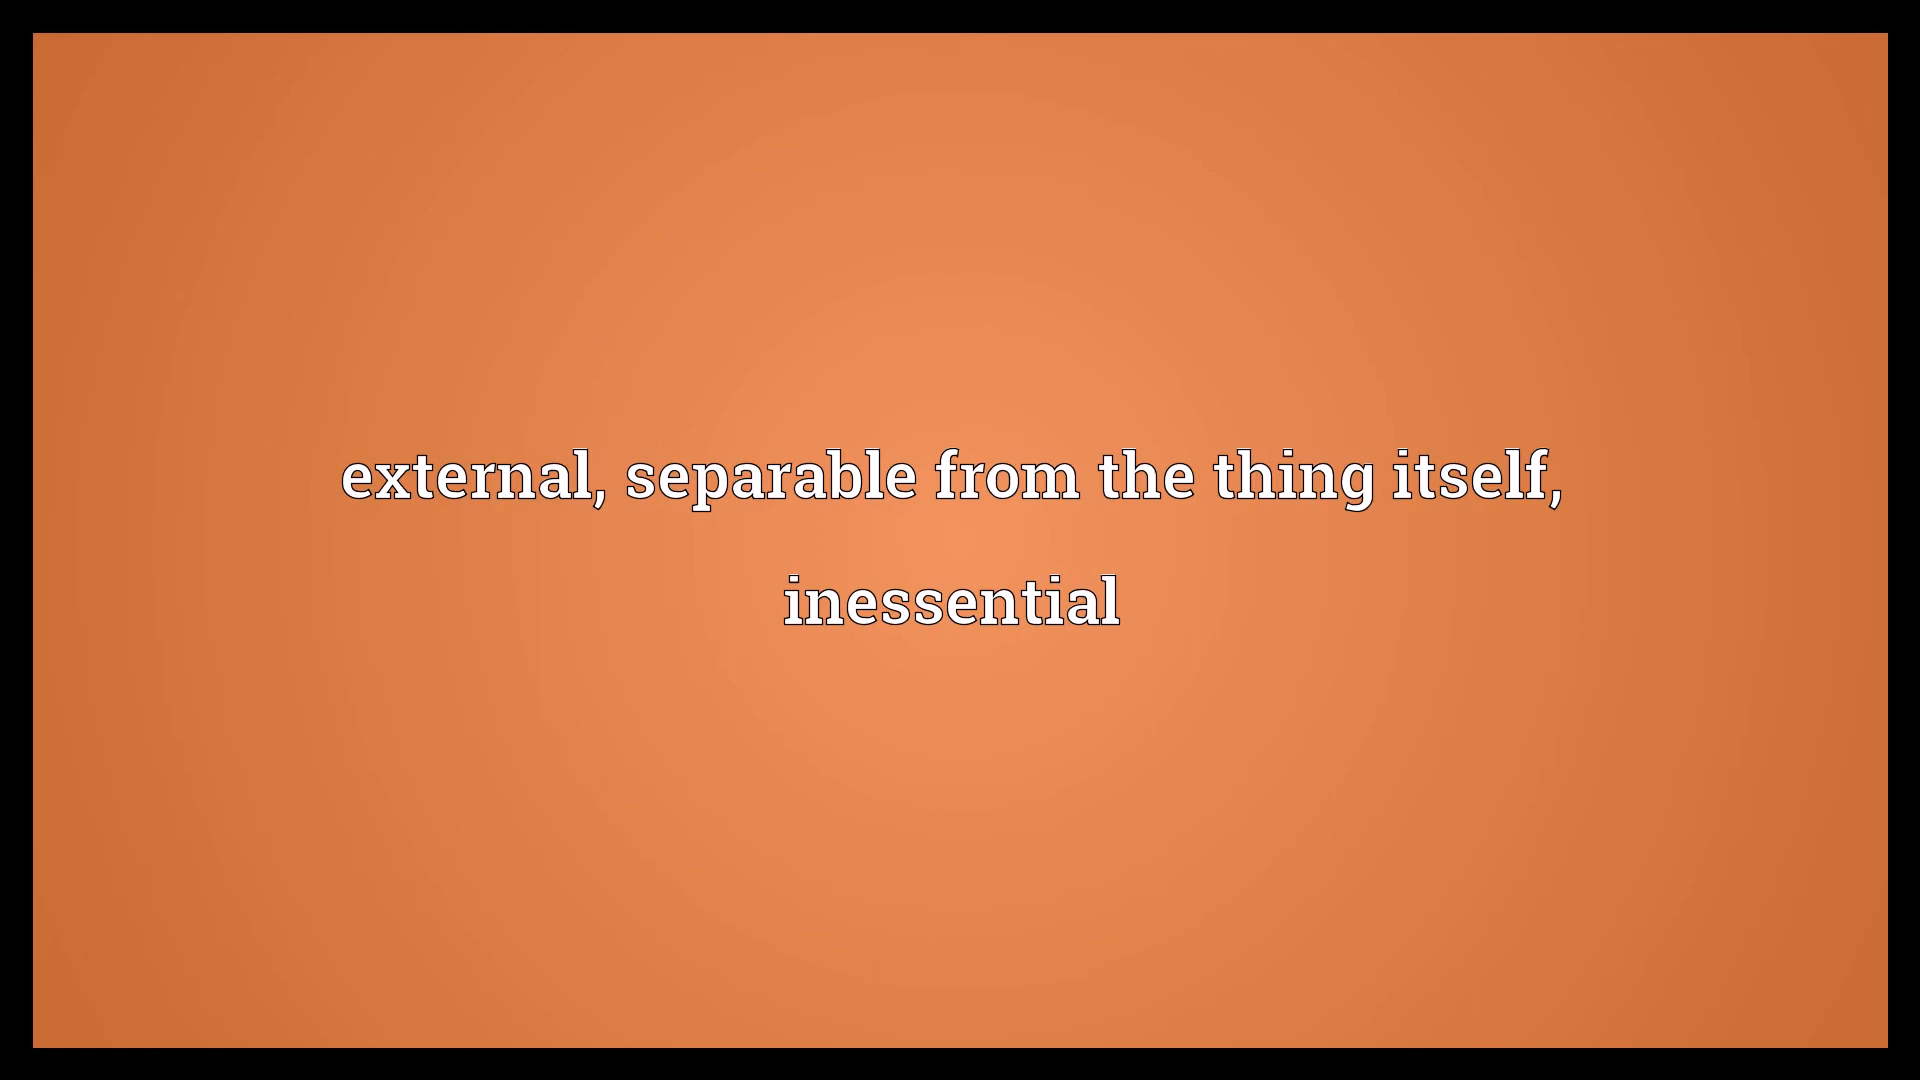 external, separable from the thing itself,
inessential